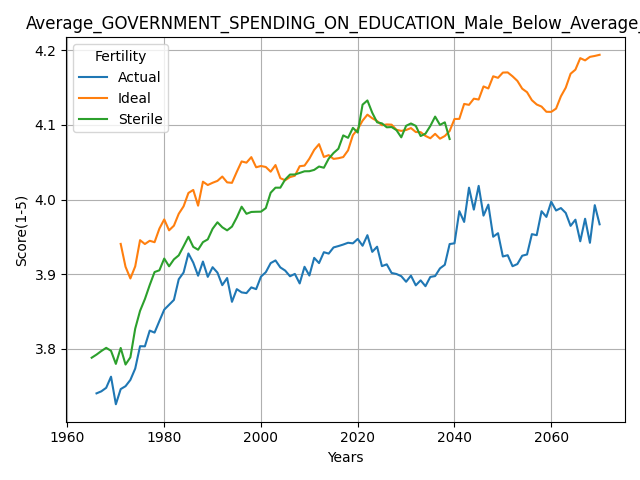 Average_GOVERNMENT_SPENDING_ON_EDUCATION_Male_Below_Average_
Fertility
Actual
Ideal
Sterile
4.2
4.1
4.0
3.9
3.8
Score(1-5)
1960
1980
2000
2020
2040
2060
Years